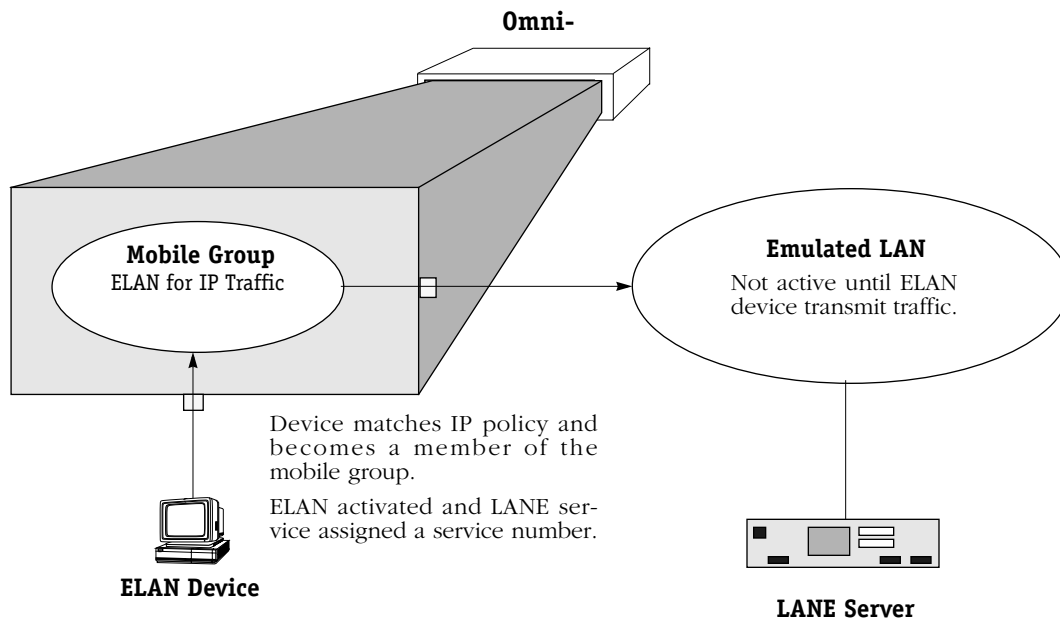 Omni-
Mobile Group
ELAN for IP Traffic
Emulated LAN
Not active until ELAN
device transmit traffic.
Device matches IP policy and
becomes a member of the
mobile group.
ELAN activated and LANE ser-
vice assigned a service number.
ELAN Device
LANE Server